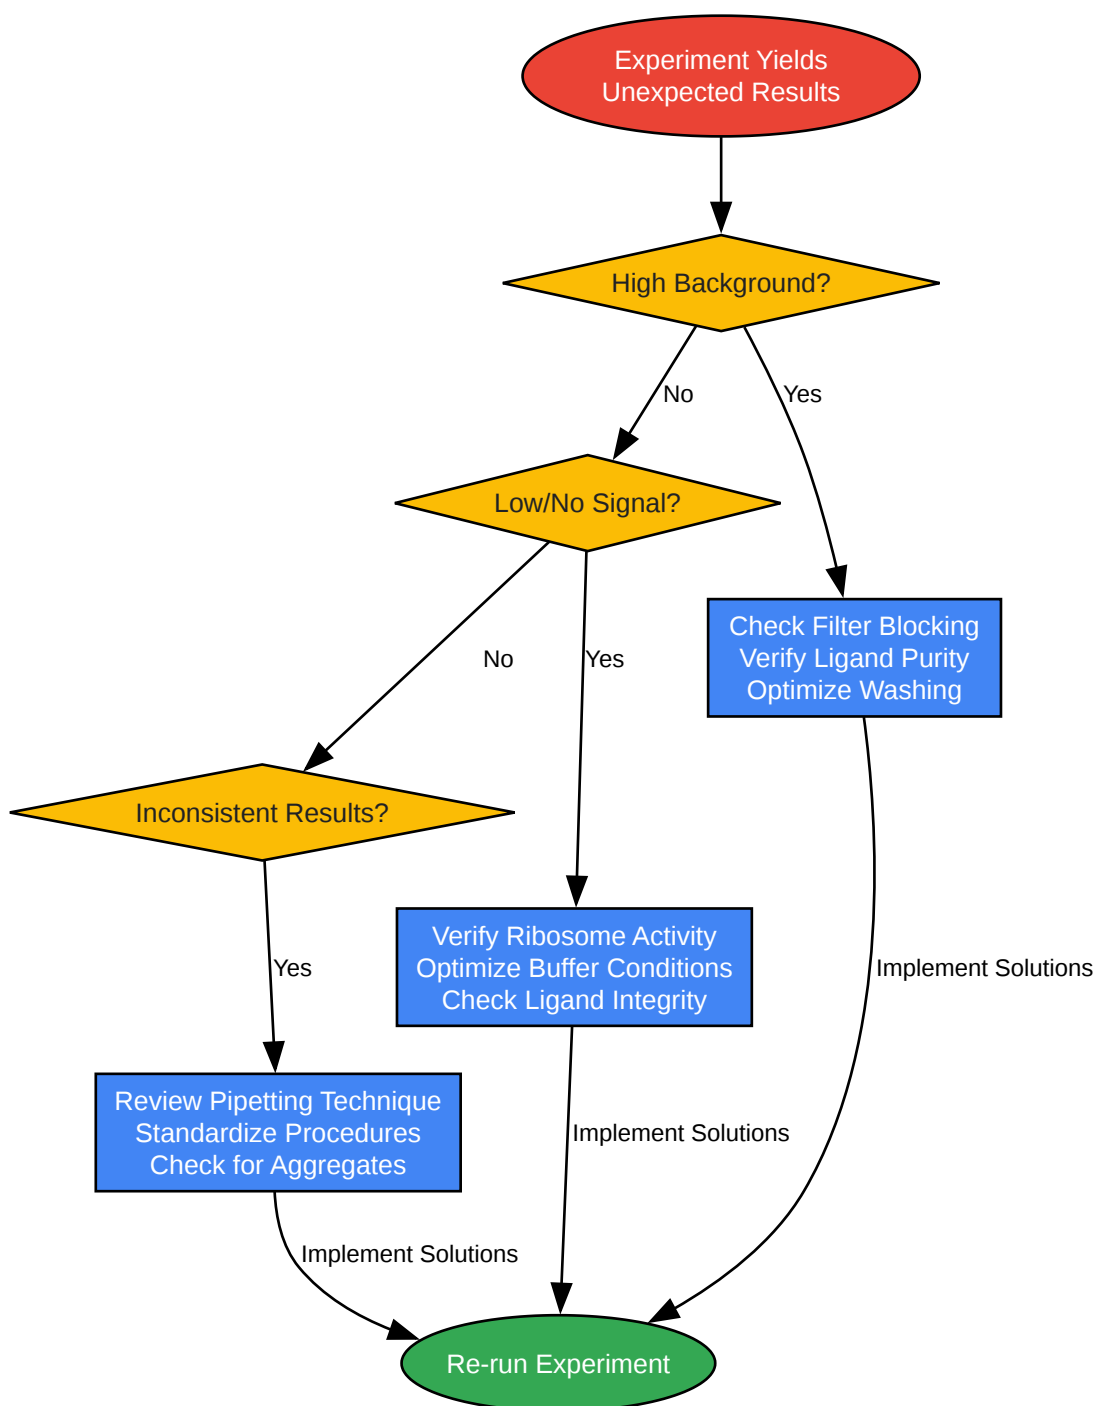 Experiment Yields
Unexpected Results
High Background?
No
Yes
Low/No Signal?
Check Filter Blocking
Verify Ligand Purity
Optimize Washing
No
Yes
Inconsistent Results?
Verify Ribosome Activity
Optimize Buffer Conditions
Check Ligand Integrity
Yes
Implement Solutions
Review Pipetting Technique
Standardize Procedures
Check for Aggregates
Implement Solutions
Implement Solutions
Re-run Experiment